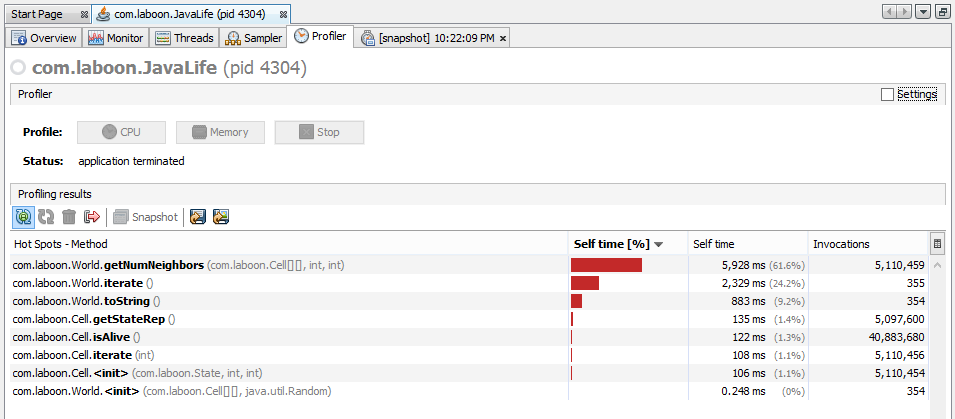 Start Page com.laboon.JavaLife (pid 4304)
Overview Monitor Threads Sampler Profiler [snapshot] 10:22:09 PM
com.laboon.JavaLife (pid 4304)
Profiler Settings
Profile: CPU Memory Stop
Status: application terminated
Profiling results
Snapshot
Hot Spots - Method Self time [%] Self time Invocations
com.laboon.World.getNumNeighbors (com.laboon.Cell[][], int, int) 5,928 ms (61.6%) 5,110,459
com.laboon.World.iterate () 2,329 ms (24.2%) 355
com.laboon.World.toString () 883 ms (9.2%) 354
com.laboon.Cell.getStateRep () 135 ms (1.4%) 5,097,600
com.laboon.Cell.isAlive () 122 ms (1.3%) 40,883,680
com.laboon.Cell.iterate (int) 108 ms (1.1%) 5,110,456
com.laboon.Cell.<init> (com.laboon.State, int, int) 106 ms (1.1%) 5,110,454
com.laboon.World.<init> (com.laboon.Cell[][], java.util.Random) 0.248 ms (0%) 354